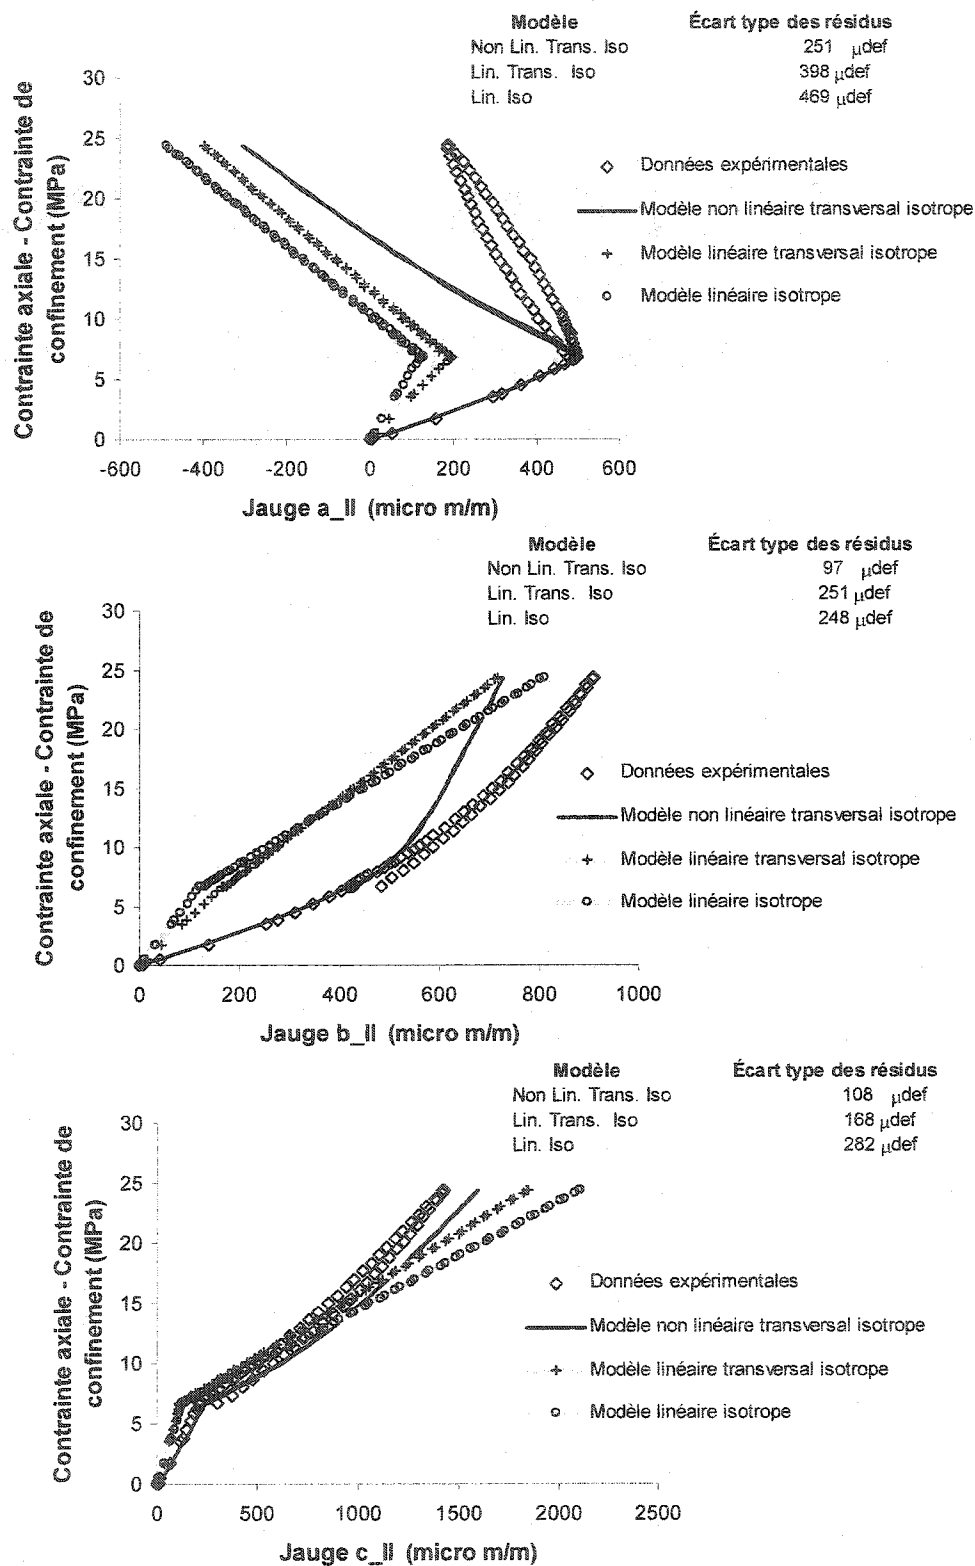 Modèle Écart type des résidus
Non Lin. Trans. Iso 251 μdef
Lin. Trans. Iso 398 μdef
Lin. Iso 469 μdef
Contrainte axiale - Contrainte de
confinement (MPa)
30
25
20
15
10
5
0
-600 -400 -200 0 200 400 600
Jauge a_II (micro m/m)
Données expérimentales
Modèle non linéaire transversal isotrope
Modèle linéaire transversal isotrope
Modèle linéaire isotrope
Modèle Écart type des résidus
Non Lin. Trans. Iso 97 μdef
Lin. Trans. Iso 251 μdef
Lin. Iso 248 μdef
Contrainte axiale - Contrainte de
confinement (MPa)
30
25
20
15
10
5
0
0 200 400 600 800 1000
Jauge b_II (micro m/m)
Données expérimentales
Modèle non linéaire transversal isotrope
Modèle linéaire transversal isotrope
Modèle linéaire isotrope
Modèle Écart type des résidus
Non Lin. Trans. Iso 108 μdef
Lin. Trans. Iso 168 μdef
Lin. Iso 282 μdef
Contrainte axiale - Contrainte de
confinement (MPa)
30
25
20
15
10
5
0
0 500 1000 1500 2000 2500
Jauge c_II (micro m/m)
Données expérimentales
Modèle non linéaire transversal isotrope
Modèle linéaire transversal isotrope
Modèle linéaire isotrope